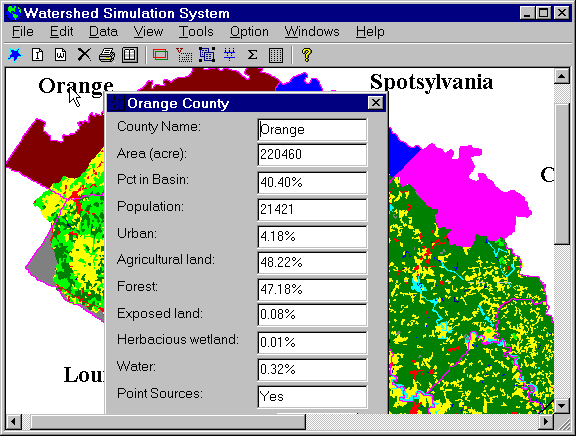 Watershed Simulation System
File Edit Data View Tools Option Window Help
I W Σ ?
Orange Spotsylvania
Orange County
County Name: Orange
Area (acre): 220460
Pct in Basin: 40.40%
Population: 21421
Urban: 4.18%
Agricultural land: 48.22%
Forest: 47.18%
Exposed land: 0.08%
Herbacious wetland: 0.01%
Water: 0.32%
Point Sources: Yes
C
Lou